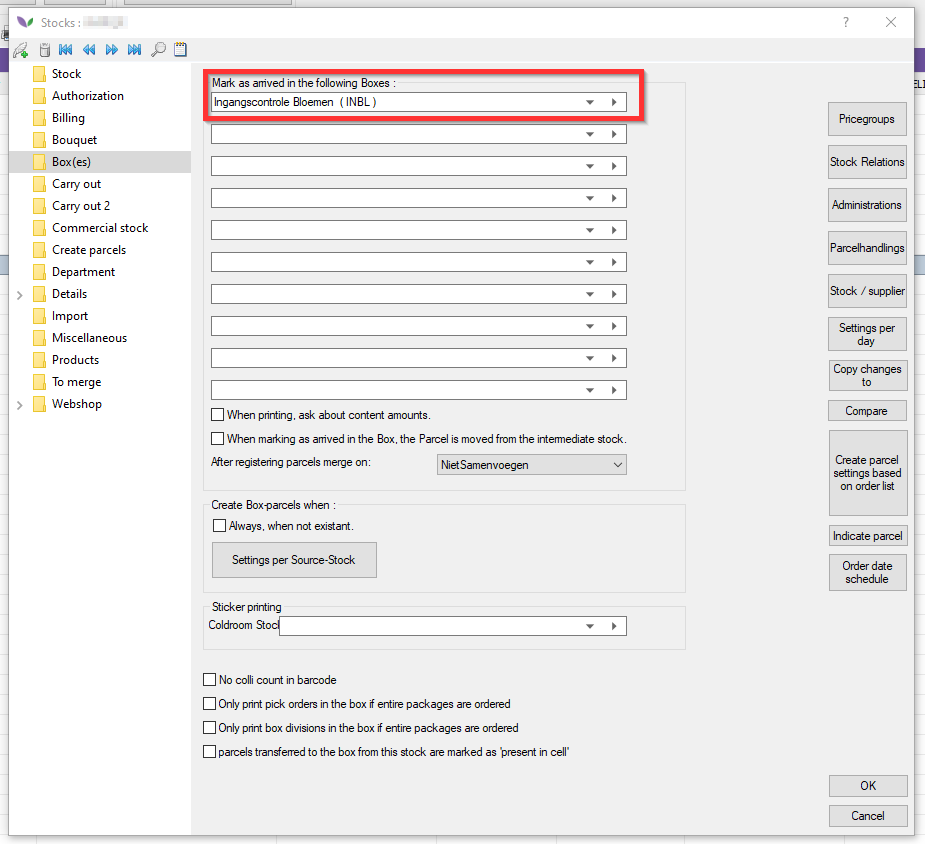 Stocks :
?
Stock
Authorization
Billing
Bouquet
Box(es)
Carry out
Carry out 2
Commercial stock
Create parcels
Department
Details
Import
Miscellaneous
Products
To merge
Webshop
Mark as arrived in the following Boxes :
Ingangscontrole Bloemen ( INBL )
When printing, ask about content amounts.
When marking as arrived in the Box, the Parcel is moved from the intermediate stock.
After registering parcels merge on:
NietSamenvoegen
Create Box-parcels when :
Always, when not existant.
Settings per Source-Stock
Sticker printing
Coldroom Stock
No colli count in barcode
Only print pick orders in the box if entire packages are ordered
Only print box divisions in the box if entire packages are ordered
parcels transferred to the box from this stock are marked as 'present in cell'
Pricegroups
Stock Relations
Administrations
Parcelhandlings
Stock / supplier
Settings per
day
Copy changes
to
Compare
Create parcel
settings based
on order list
Indicate parcel
Order date
schedule
OK
Cancel